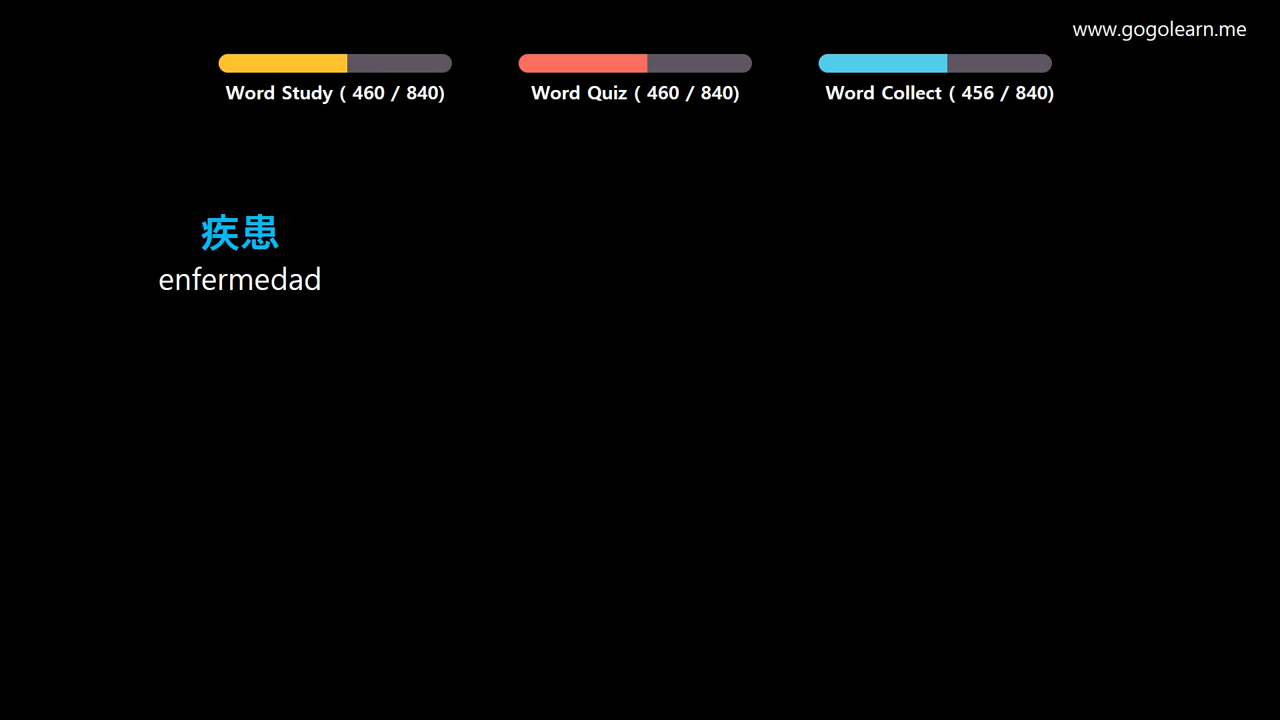 www.gogolearn.me
Word Study ( 460 / 840)
Word Quiz ( 460 / 840)
Word Collect ( 456 / 840)
疾患
enfermedad